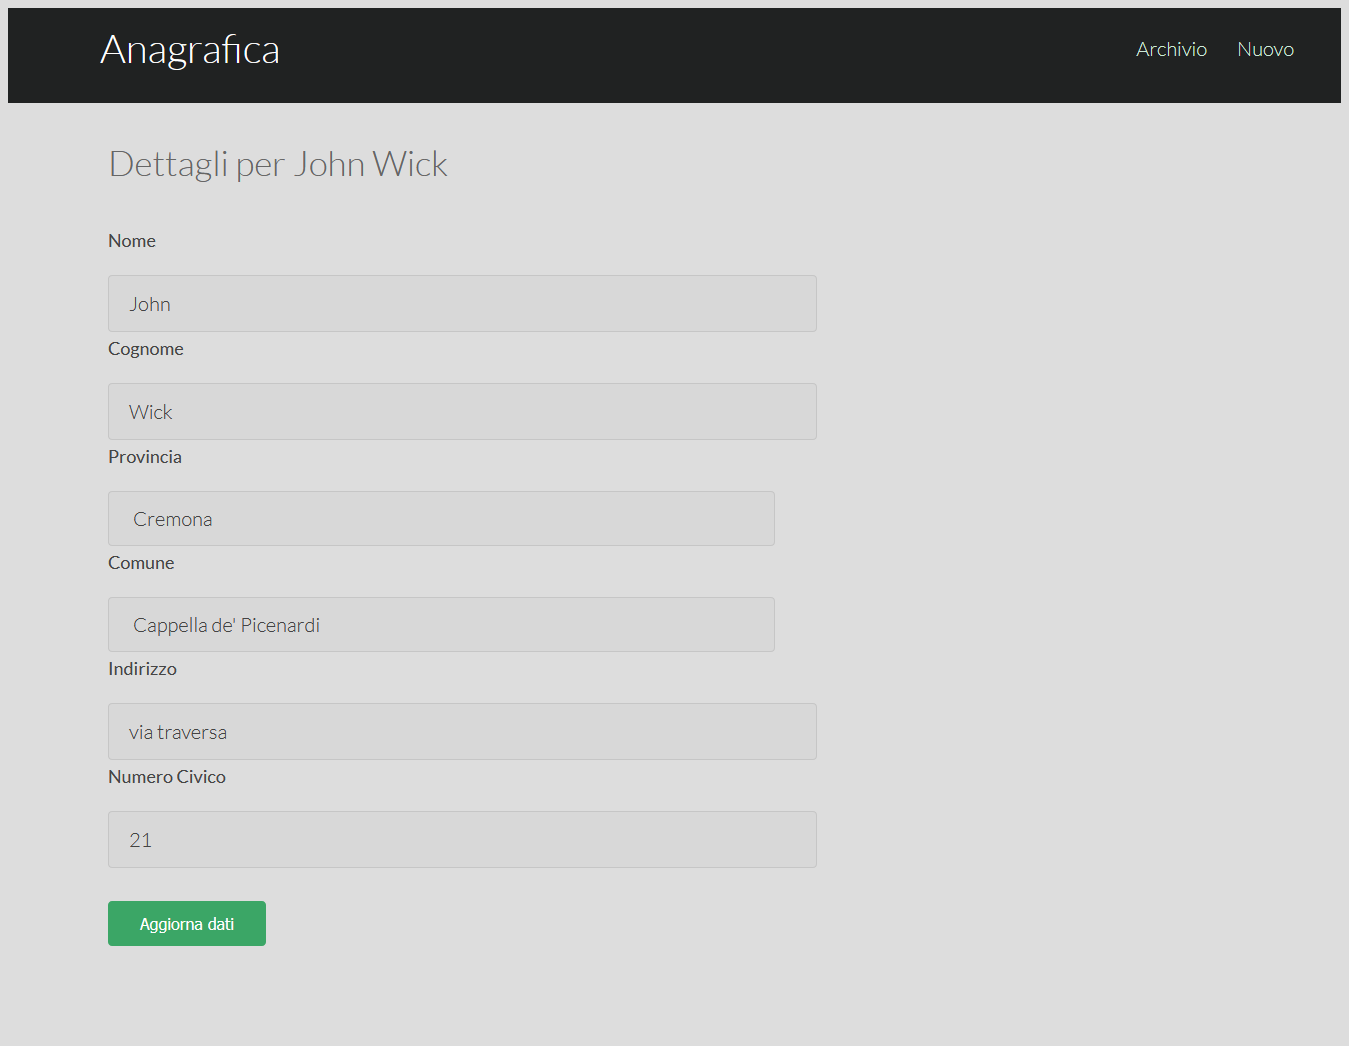 Anagrafica
Archivio Nuovo
Dettagli per John Wick
Nome
John
Cognome
Wick
Provincia
Cremona
Comune
Cappella de' Picenardi
Indirizzo
via traversa
Numero Civico
21
Aggiorna dati